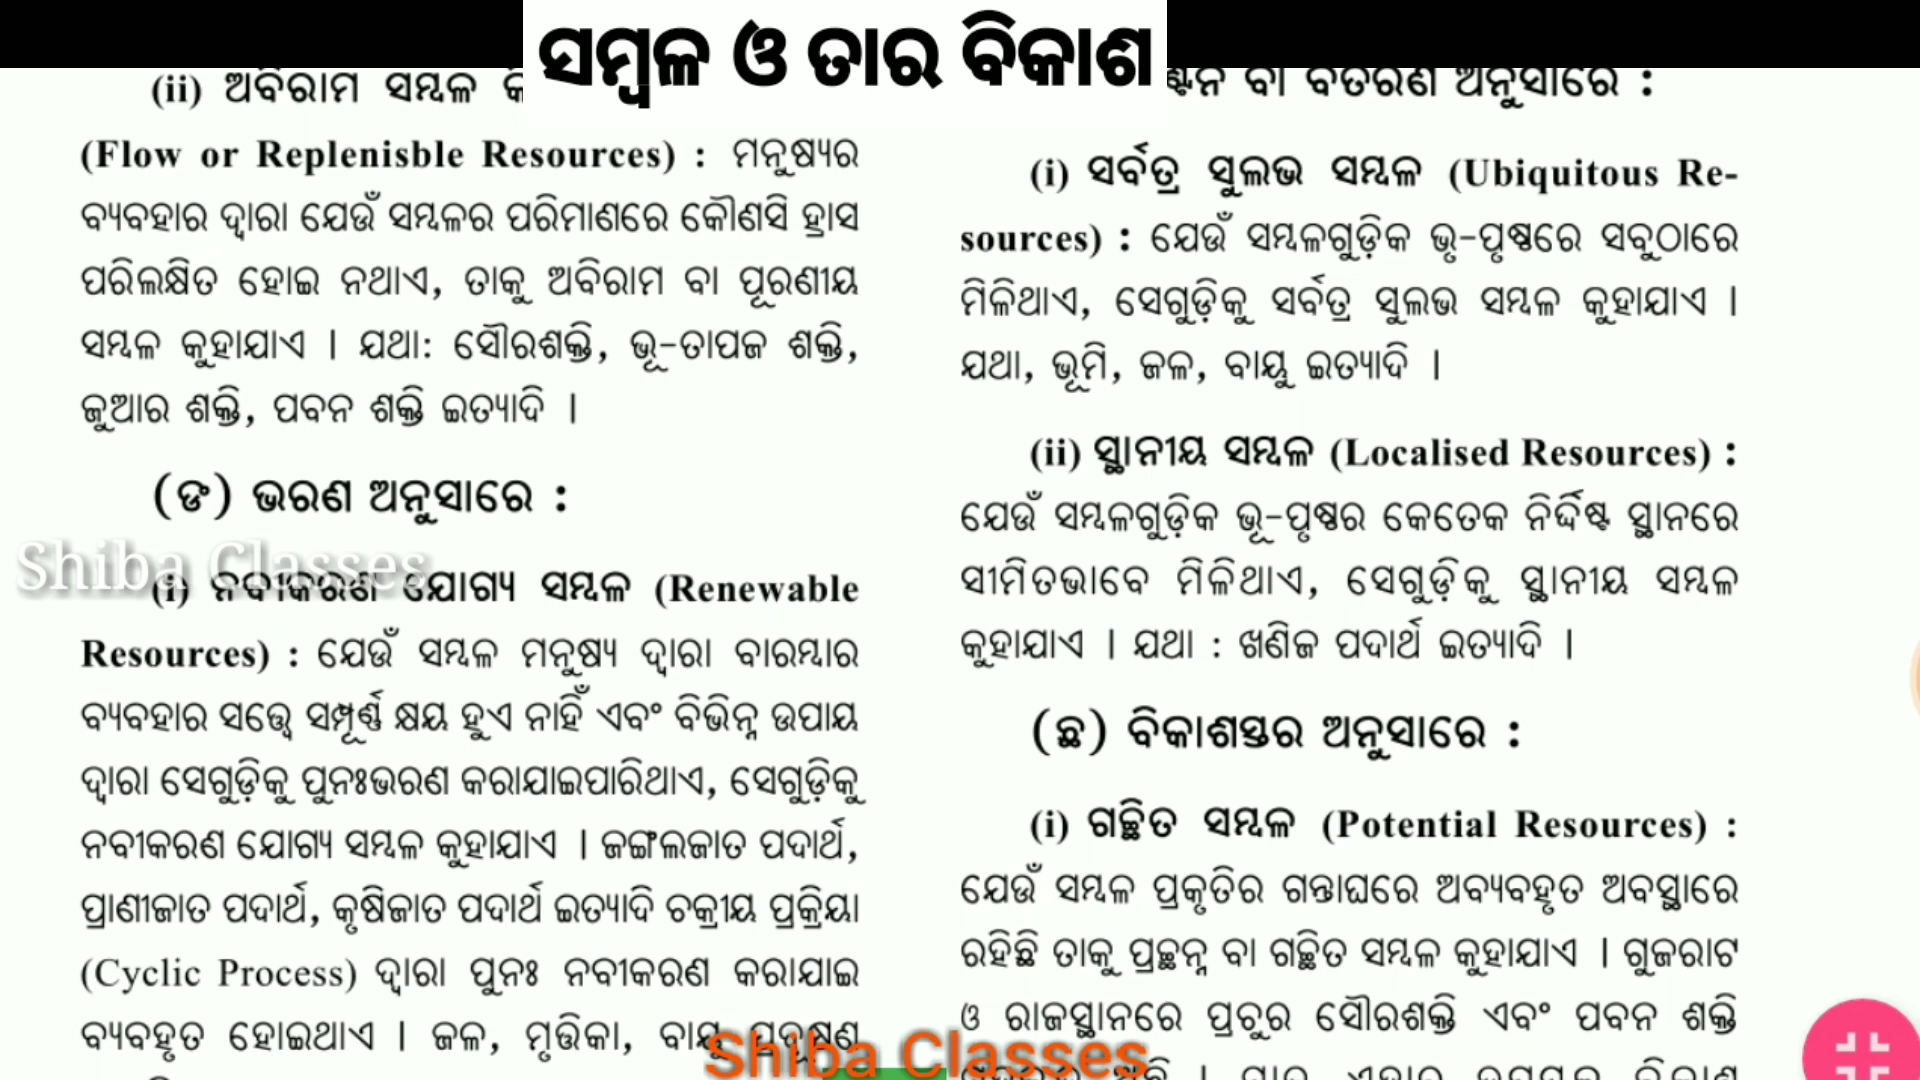 ସମ୍ବଳ ଓ ତାର ବିକାଶ
(ii) ଅବିରାମ ସମ୍ବଳ
(Flow or Replenisble Resources) : ମନୁଷ୍ୟର
ବ୍ୟବହାର ଦ୍ୱାରା ଯେଉଁ ସମ୍ବଳର ପରିମାଣରେ କୌଣସି ହ୍ରାସ
ପରିଲକ୍ଷିତ ହୋଇ ନଥାଏ, ତାକୁ ଅବିରାମ ବା ପୂରଣୀୟ
ସମ୍ବଳ କୁହାଯାଏ । ଯଥା: ସୌରଶକ୍ତି, ଭୂ-ତାପଜ ଶକ୍ତି,
ଜୁଆର ଶକ୍ତି, ପବନ ଶକ୍ତି ଇତ୍ୟାଦି ।
(ଙ) ଭରଣ ଅନୁସାରେ :
Shiba Classes
(i) ନବୀକରଣ ଯୋଗ୍ୟ ସମ୍ବଳ (Renewable
Resources) : ଯେଉଁ ସମ୍ବଳ ମନୁଷ୍ୟ ଦ୍ୱାରା ବାରମ୍ବାର
ବ୍ୟବହାର ସତ୍ତ୍ୱେ ସମ୍ପୂର୍ଣ୍ଣ କ୍ଷୟ ହୁଏ ନାହିଁ ଏବଂ ବିଭିନ୍ନ ଉପାୟ
ଦ୍ୱାରା ସେଗୁଡ଼ିକୁ ପୁନଃଭରଣ କରାଯାଇପାରିଥାଏ, ସେଗୁଡ଼ିକୁ
ନବୀକରଣ ଯୋଗ୍ୟ ସମ୍ବଳ କୁହାଯାଏ । ଜଙ୍ଗଲଜାତ ପଦାର୍ଥ,
ପ୍ରାଣୀଜାତ ପଦାର୍ଥ, କୃଷିଜାତ ପଦାର୍ଥ ଇତ୍ୟାଦି ଚକ୍ରୀୟ ପ୍ରକ୍ରିୟା
(Cyclic Process) ଦ୍ୱାରା ପୁନଃ ନବୀକରଣ କରାଯାଇ
ବ୍ୟବହୃତ ହୋଇଥାଏ । ଜଳ, ମୃତ୍ତିକା, ବାୟୁ ପ୍ରଦୂଷଣ
ବା ବିତରଣ ଅନୁସାରେ :
(i) ସର୍ବତ୍ର ସୁଲଭ ସମ୍ବଳ (Ubiquitous Re-
sources) : ଯେଉଁ ସମ୍ବଳଗୁଡ଼ିକ ଭୂ-ପୃଷ୍ଠରେ ସବୁଠାରେ
ମିଳିଥାଏ, ସେଗୁଡ଼ିକୁ ସର୍ବତ୍ର ସୁଲଭ ସମ୍ବଳ କୁହାଯାଏ ।
ଯଥା, ଭୂମି, ଜଳ, ବାୟୁ ଇତ୍ୟାଦି ।
(ii) ସ୍ଥାନୀୟ ସମ୍ବଳ (Localised Resources) :
ଯେଉଁ ସମ୍ବଳଗୁଡ଼ିକ ଭୂ-ପୃଷ୍ଠର କେତେକ ନିର୍ଦ୍ଦିଷ୍ଟ ସ୍ଥାନରେ
ସୀମିତଭାବେ ମିଳିଥାଏ, ସେଗୁଡ଼ିକୁ ସ୍ଥାନୀୟ ସମ୍ବଳ
କୁହାଯାଏ । ଯଥା : ଖଣିଜ ପଦାର୍ଥ ଇତ୍ୟାଦି ।
(ଛ) ବିକାଶସ୍ତର ଅନୁସାରେ :
(i) ଗଚ୍ଛିତ ସମ୍ବଳ (Potential Resources) :
ଯେଉଁ ସମ୍ବଳ ପ୍ରକୃତିର ଗନ୍ତାଘରେ ଅବ୍ୟବହୃତ ଅବସ୍ଥାରେ
ରହିଛି ତାକୁ ପ୍ରଚ୍ଛନ୍ନ ବା ଗଚ୍ଛିତ ସମ୍ବଳ କୁହାଯାଏ । ଗୁଜରାଟ
ଓ ରାଜସ୍ଥାନରେ ପ୍ରଚୁର ସୌରଶକ୍ତି ଏବଂ ପବନ ଶକ୍ତି
Shiba Classes